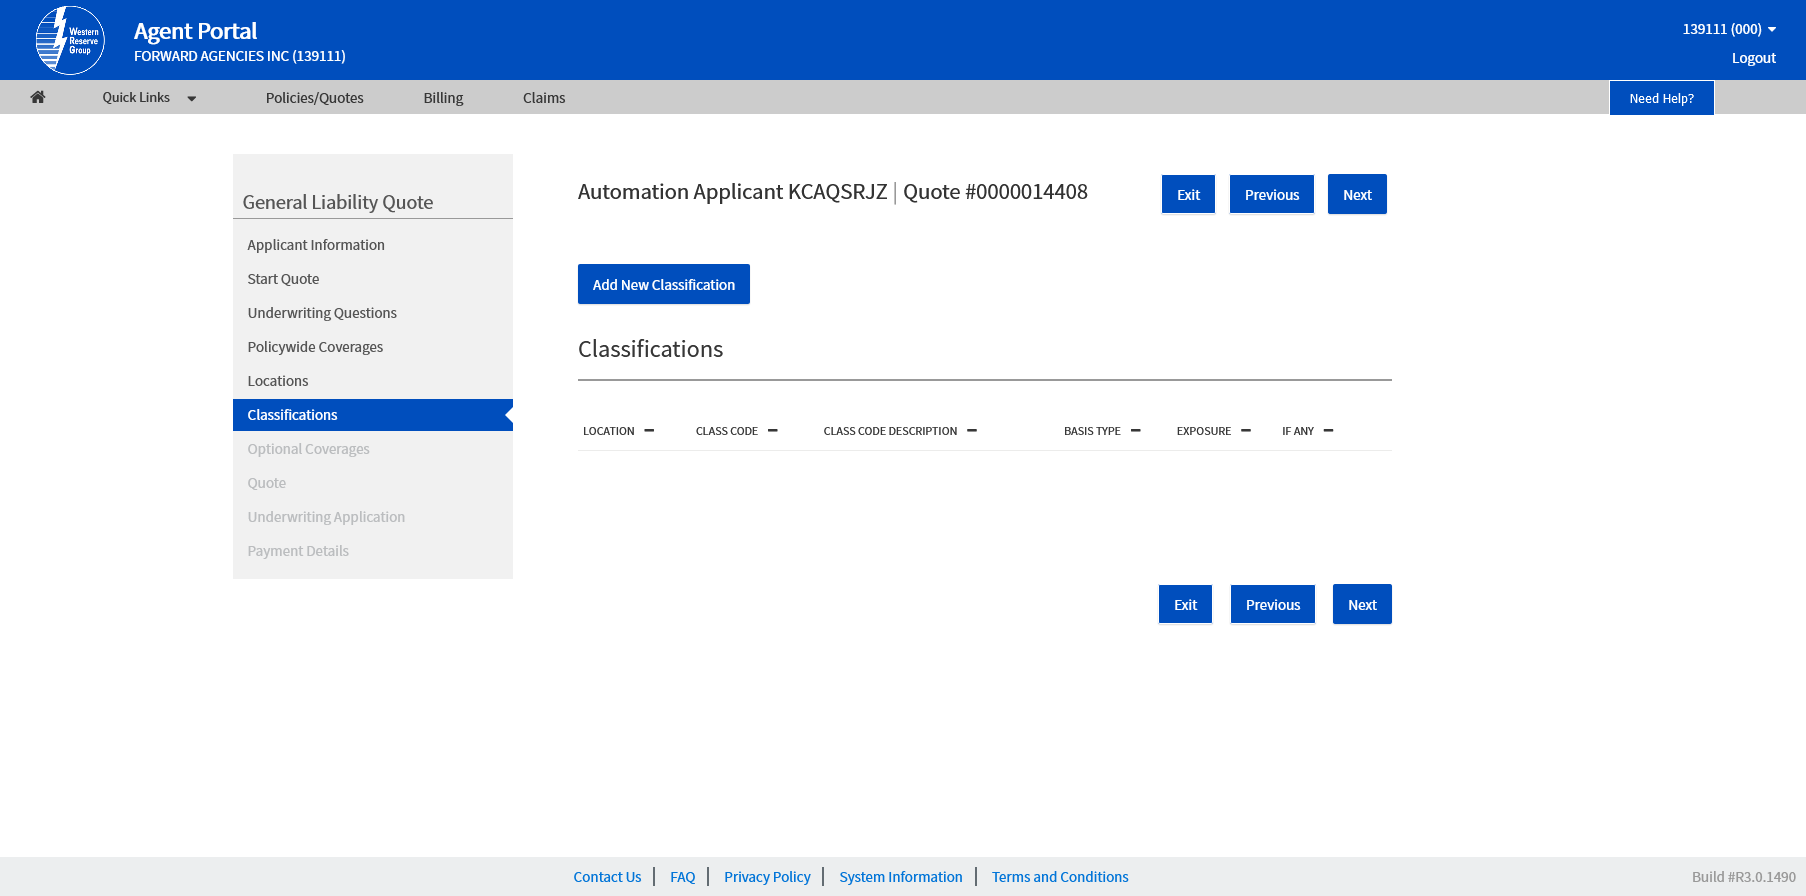 Western
Reserve
Group
Agent Portal
FORWARD AGENCIES INC (139111)
139111 (000)
Logout
Quick Links
Policies/Quotes
Billing
Claims
Need Help?
General Liability Quote
Applicant Information
Start Quote
Underwriting Questions
Policywide Coverages
Locations
Classifications
Optional Coverages
Quote
Underwriting Application
Payment Details
Automation Applicant KCAQSRJZ | Quote #0000014408
Exit
Previous
Next
Add New Classification
Classifications
LOCATION
CLASS CODE
CLASS CODE DESCRIPTION
BASIS TYPE
EXPOSURE
IF ANY
Exit
Previous
Next
Contact Us
FAQ
Privacy Policy
System Information
Terms and Conditions
Build #R3.0.1490